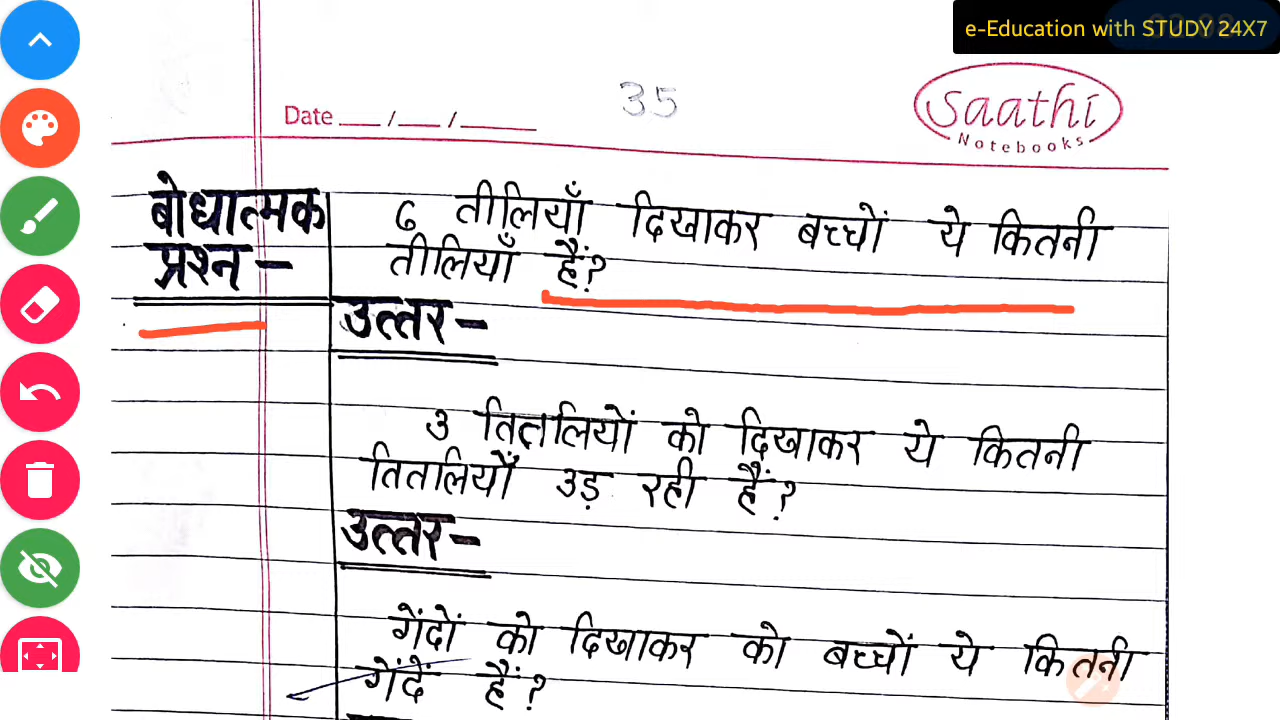 e-Education with STUDY 24X7
35
Date ___ / ___ / _____
Saathi
Notebooks
बोधात्मक
प्रश्न –
6 तीलियाँ दिखाकर बच्चों ये कितनी
तीलियाँ हैं?
उत्तर –
3 तितलियों को दिखाकर ये कितनी
तितलियाँ उड़ रही हैं?
उत्तर –
गेंदों को दिखाकर को बच्चों ये कितनी
गेंदें हैं?